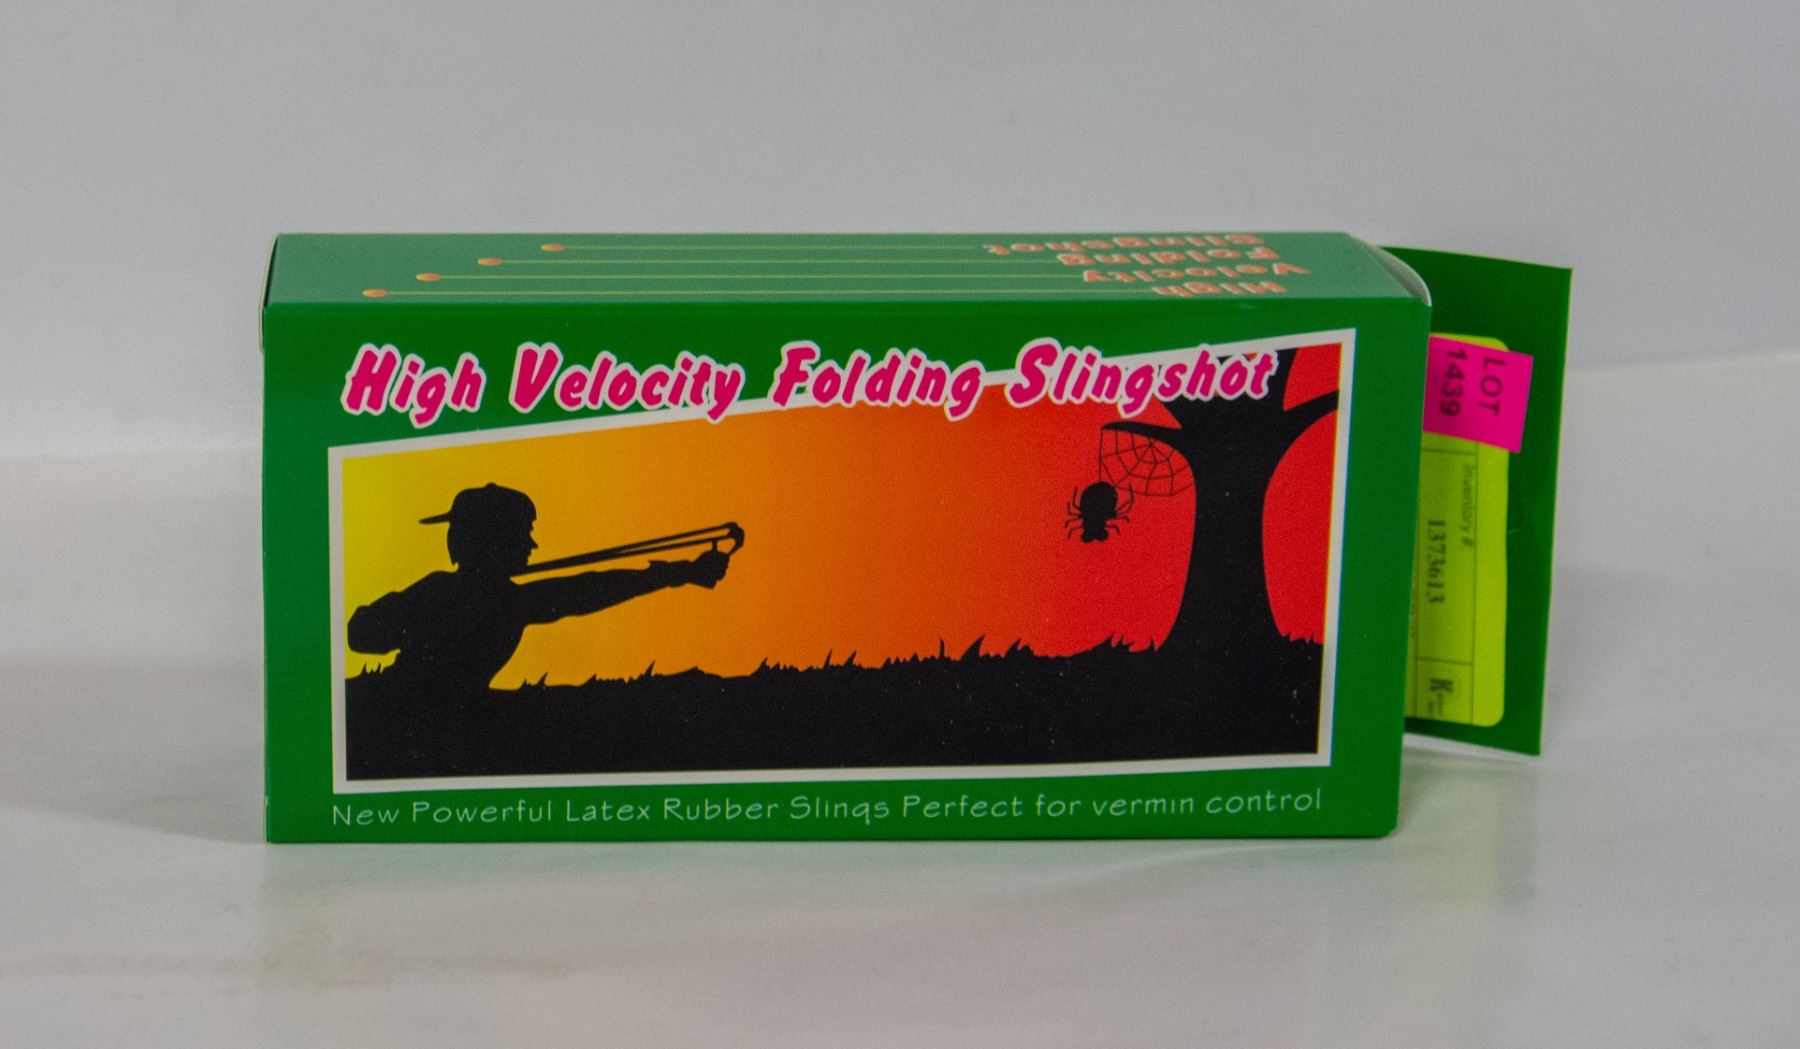 High
Velocity
Folding
Slingshot
High Velocity Folding Slingshot
New Powerful Latex Rubber Slings Perfect for vermin control
LOT
1439
Inventory #
1373613